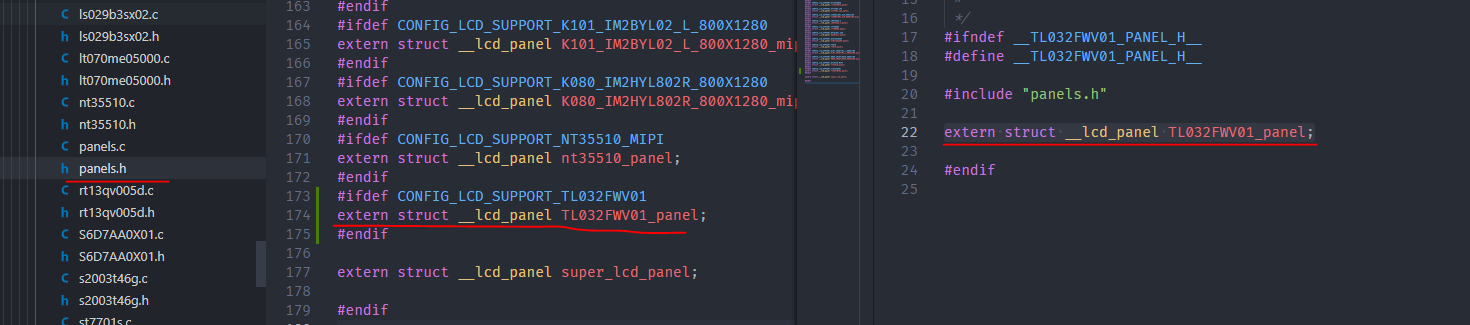 ls029b3sx02.c
ls029b3sx02.h
lt070me05000.c
lt070me05000.h
nt35510.c
nt35510.h
panels.c
panels.h
rt13qv005d.c
rt13qv005d.h
S6D7AA0X01.c
S6D7AA0X01.h
s2003t46g.c
s2003t46g.h
st7701s.c
163 #endif
164 #ifdef CONFIG_LCD_SUPPORT_K101_IM2BYL02_L_800X1280
165 extern struct __lcd_panel K101_IM2BYL02_L_800X1280_mip
166 #endif
167 #ifdef CONFIG_LCD_SUPPORT_K080_IM2HYL802R_800X1280
168 extern struct __lcd_panel K080_IM2HYL802R_800X1280_mip
169 #endif
170 #ifdef CONFIG_LCD_SUPPORT_NT35510_MIPI
171 extern struct __lcd_panel nt35510_panel;
172 #endif
173 #ifdef CONFIG_LCD_SUPPORT_TL032FWV01
174 extern struct __lcd_panel TL032FWV01_panel;
175 #endif
176
177 extern struct __lcd_panel super_lcd_panel;
178
179 #endif
15 *
16 */
17 #ifndef __TL032FWV01_PANEL_H__
18 #define __TL032FWV01_PANEL_H__
19
20 #include "panels.h"
21
22 extern struct __lcd_panel TL032FWV01_panel;
23
24 #endif
25